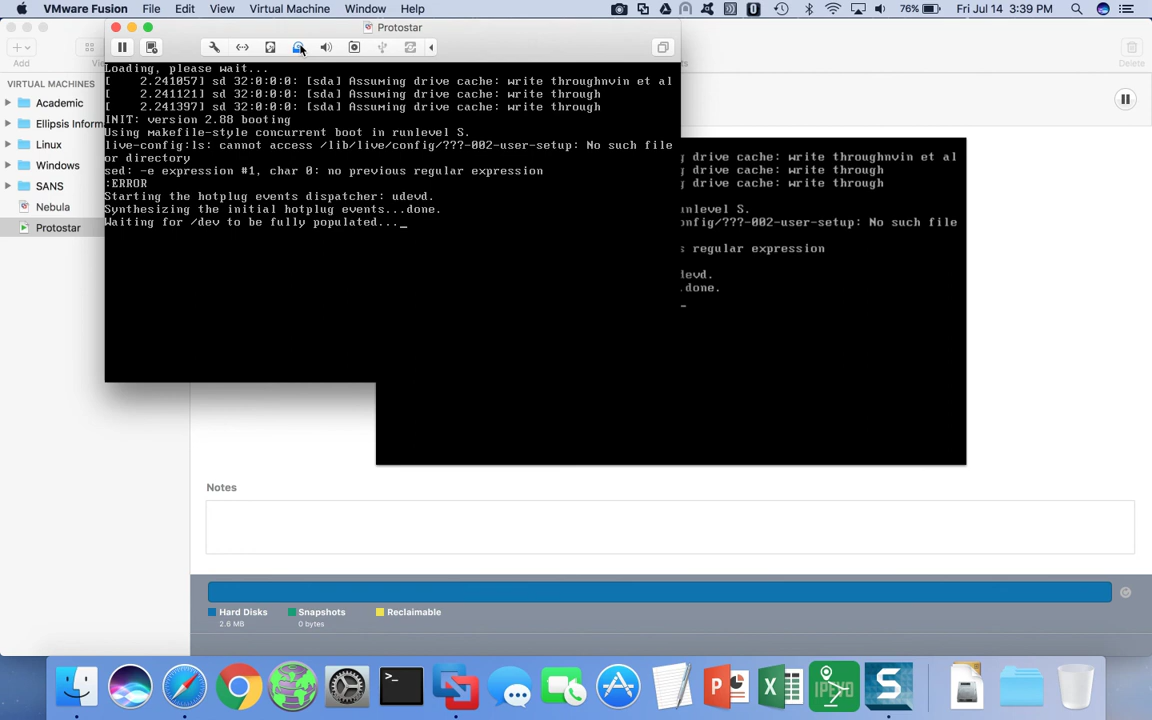 VMware Fusion File Edit View Virtual Machine Window Help 76% Fri Jul 14 3:39 PM
Protostar
Add
Delete
VIRTUAL MACHINES
Academic
Ellipsis Inform
Linux
Windows
SANS
Nebula
Protostar
Loading, please wait...
[    2.241057] sd 32:0:0:0: [sda] Assuming drive cache: write throughnvin et al
[    2.241121] sd 32:0:0:0: [sda] Assuming drive cache: write through
[    2.241397] sd 32:0:0:0: [sda] Assuming drive cache: write through
INIT: version 2.88 booting
Using makefile-style concurrent boot in runlevel S.
live-config:ls: cannot access /lib/live/config/???-002-user-setup: No such file
or directory
sed: -e expression #1, char 0: no previous regular expression
:ERROR
Starting the hotplug events dispatcher: udevd.
Synthesizing the initial hotplug events...done.
Waiting for /dev to be fully populated..._
drive cache: write throughnvin et al
drive cache: write through
drive cache: write through
nlevel S.
nfig/???-002-user-setup: No such file
s regular expression
devd.
.done.
Notes
Hard Disks
2.6 MB
Snapshots
0 bytes
Reclaimable
IPEVO